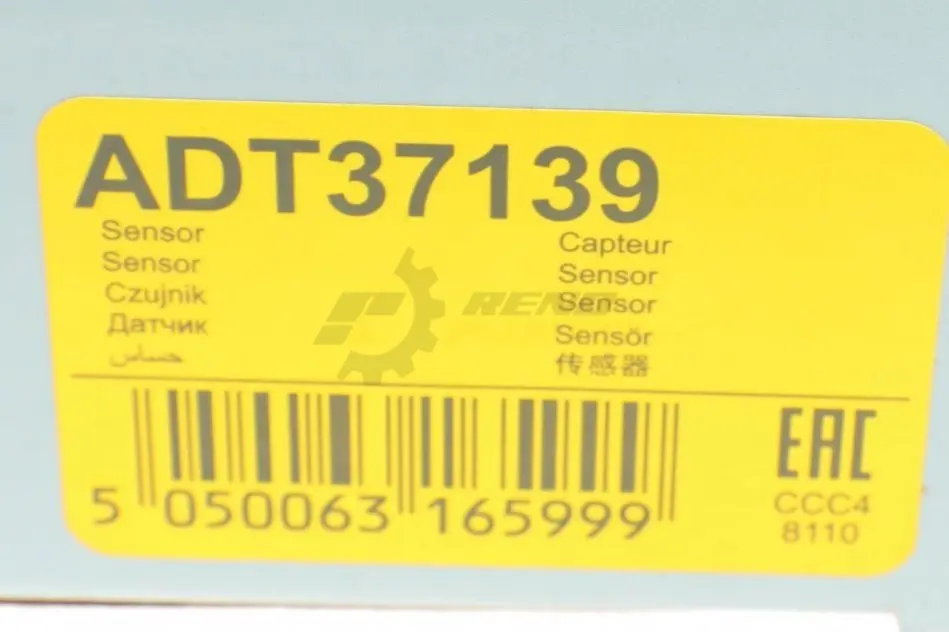 ADT37139
Sensor
Sensor
Czujnik
Датчик
حساس
Capteur
Sensor
Sensor
Sensör
传感器
5 050063 165999
EAC
CCC4
8110